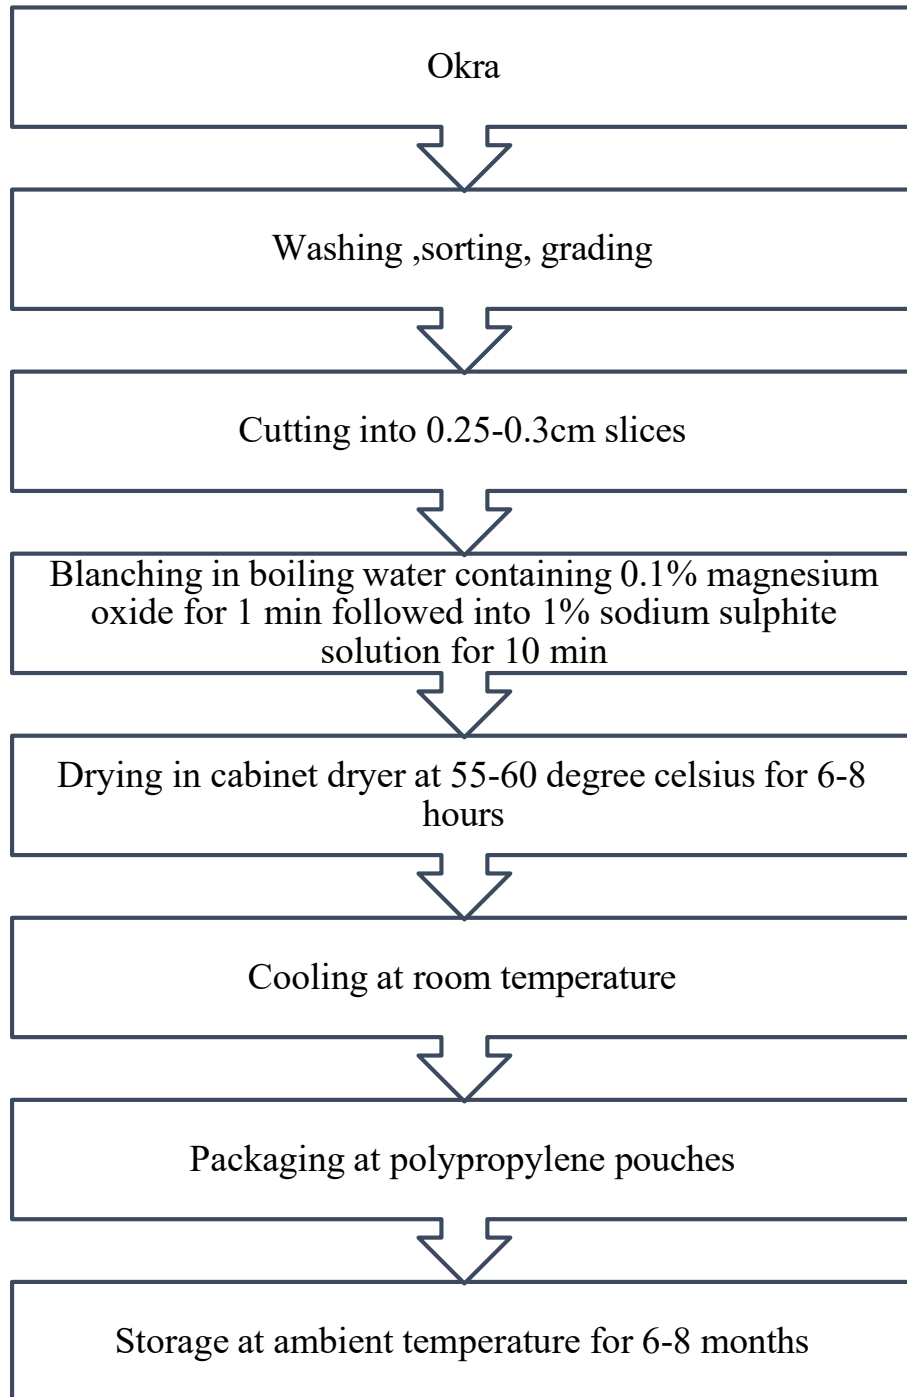 Okra
Washing ,sorting, grading
Cutting into 0.25-0.3cm slices
Blanching in boiling water containing 0.1% magnesium
oxide for 1 min followed into 1% sodium sulphite
solution for 10 min
Drying in cabinet dryer at 55-60 degree celsius for 6-8
hours
Cooling at room temperature
Packaging at polypropylene pouches
Storage at ambient temperature for 6-8 months